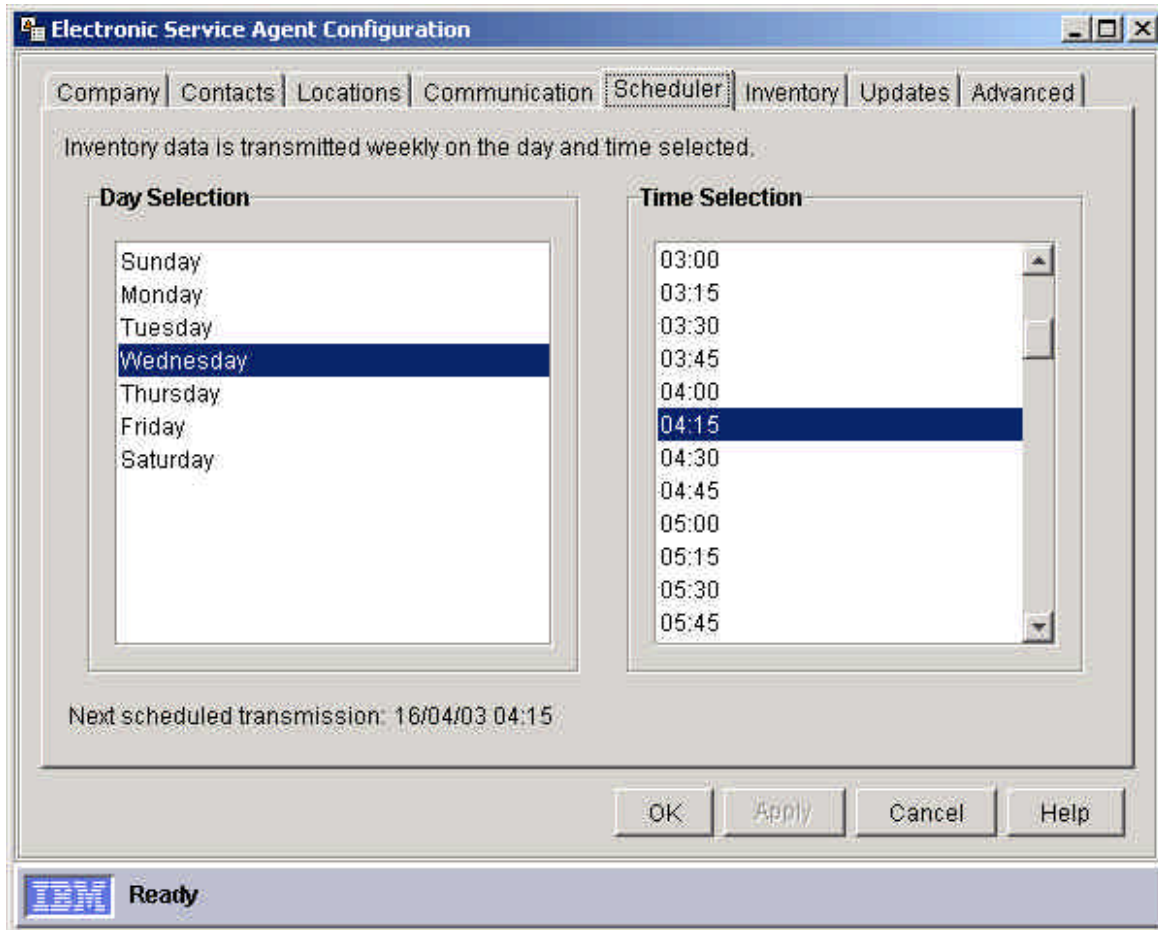 Electronic Service Agent Configuration
Company Contacts Locations Communication Scheduler Inventory Updates Advanced
Inventory data is transmitted weekly on the day and time selected.
Day Selection
Sunday
Monday
Tuesday
Wednesday
Thursday
Friday
Saturday
Time Selection
03:00
03:15
03:30
03:45
04:00
04:15
04:30
04:45
05:00
05:15
05:30
05:45
Next scheduled transmission: 16/04/03 04:15
OK Apply Cancel Help
IBM Ready